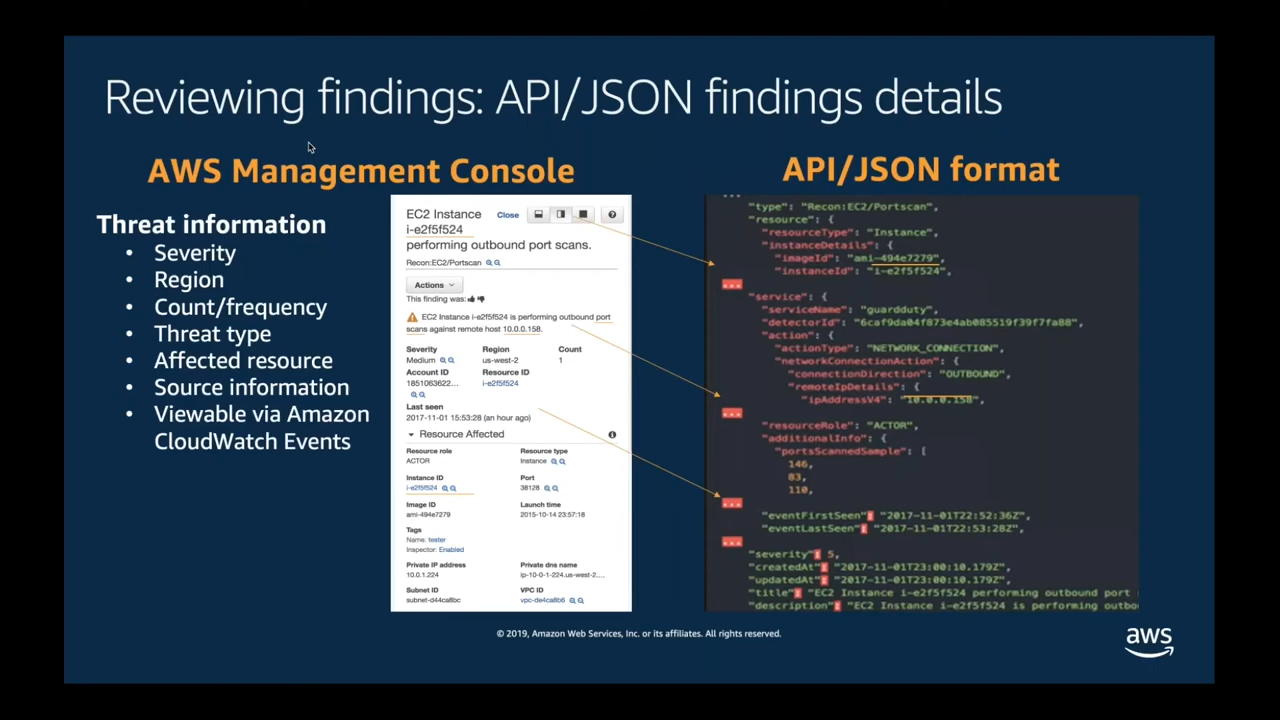 Reviewing findings: API/JSON findings details
AWS Management Console
Threat information
• Severity
• Region
• Count/frequency
• Threat type
• Affected resource
• Source information
• Viewable via Amazon
CloudWatch Events
EC2 Instance
Close
i-e2f5f524
performing outbound port scans.
Recon:EC2/Portscan
Actions
This finding was:
EC2 Instance i-e2f5f524 is performing outbound port
scans against remote host 10.0.0.158.
Severity Region Count
Medium us-west-2 1
Account ID Resource ID
1851063622... i-e2f5f524
Last seen
2017-11-01 15:53:28 (an hour ago)
Resource Affected
Resource role Resource type
ACTOR Instance
Instance ID Port
i-e2f5f524 38128
Image ID Launch time
ami-494e7279 2015-10-14 23:57:18
Tags
Name: tester
Inspector: Enabled
Private IP address Private dns name
10.0.1.224 ip-10-0-1-224.us-west-2....
Subnet ID VPC ID
subnet-d44ca8bc vpc-de4ca8b6
API/JSON format
...
"type": "Recon:EC2/Portscan",
"resource": {
"resourceType": "Instance",
"instanceDetails": {
"imageId": "ami-494e7279",
"instanceId": "i-e2f5f524",
...
"service": {
"serviceName": "guardduty",
"detectorId": "6caf9da04f873e4ab085519f39f7fa88",
"action": {
"actionType": "NETWORK_CONNECTION",
"networkConnectionAction": {
"connectionDirection": "OUTBOUND",
"remoteIpDetails": {
"ipAddressV4": "10.0.0.158",
...
"resourceRole": "ACTOR",
"additionalInfo": {
"portsScannedSample": [
146,
83,
110,
...
"eventFirstSeen": "2017-11-01T22:52:36Z",
"eventLastSeen": "2017-11-01T22:53:28Z",
...
"severity": 5,
"createdAt": "2017-11-01T23:00:10.179Z",
"updatedAt": "2017-11-01T23:00:10.179Z",
"title": "EC2 Instance i-e2f5f524 performing outbound port
"description": "EC2 Instance i-e2f5f524 is performing outbo
© 2019, Amazon Web Services, Inc. or its affiliates. All rights reserved.
aws